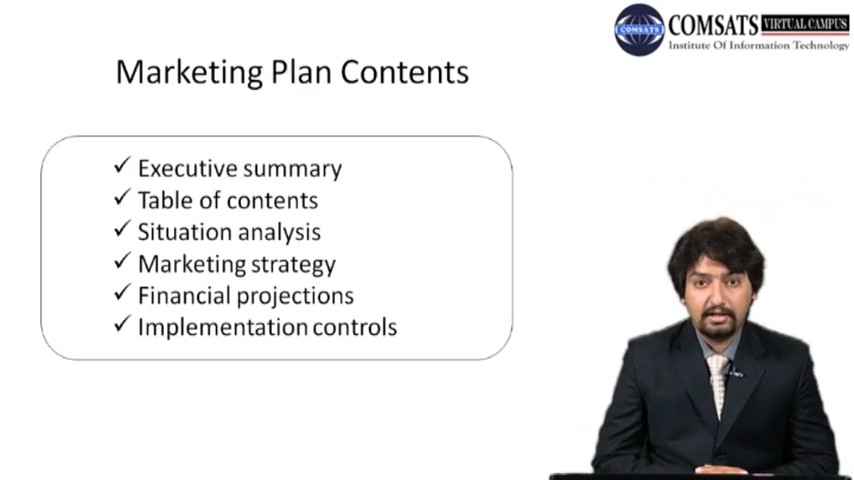 COMSATS VIRTUAL CAMPUS
COMSATS
Institute Of Information Technology
Marketing Plan Contents
✓ Executive summary
✓ Table of contents
✓ Situation analysis
✓ Marketing strategy
✓ Financial projections
✓ Implementation controls